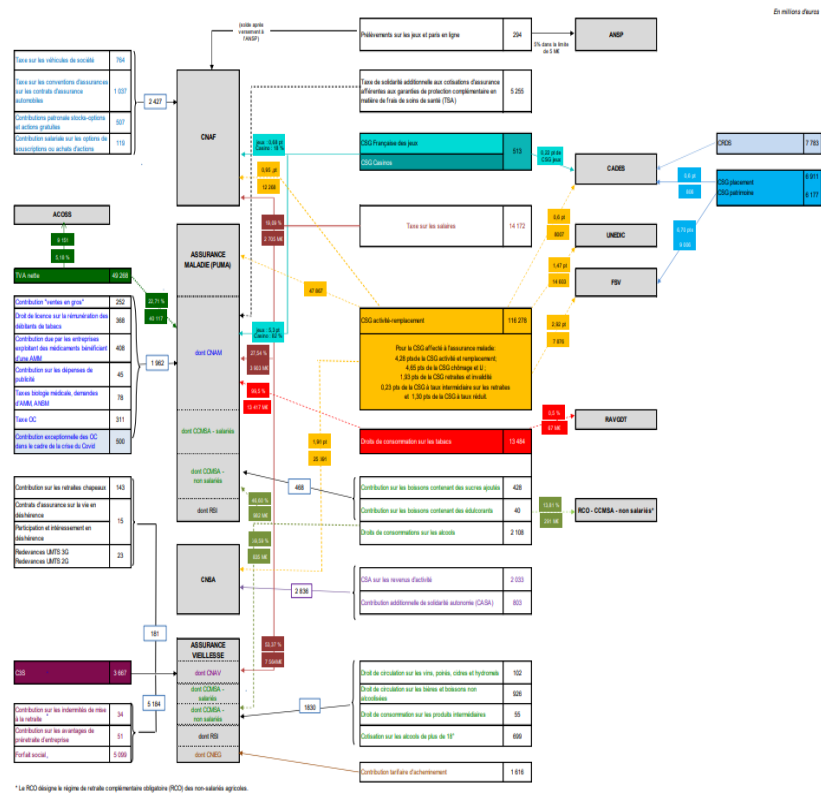 En millions d'euros
(solde après
versement à
l'ANSP)
Prélèvements sur les jeux et paris en ligne 294
5% dans la limite
de 5 M€
ANSP
Taxe sur les véhicules de société 764
Taxe sur les conventions d'assurances
sur les contrats d'assurance
automobiles 1 037
Contributions patronale stocks-options
et actions gratuites 507
Contribution salariale sur les options de
souscriptions ou achats d'actions 119
2 427
CNAF
Taxe de solidarité additionnelle aux cotisations d'assurance
afférentes aux garanties de protection complémentaire en
matière de frais de soins de santé (TSA) 5 255
CSG Française des jeux
CSG Casinos
513
CADES
CRDS 7 783
CSG placement
CSG patrimoine
6 177
Taxe sur les salaires 14 172
UNEDIC
FSV
ACOSS
9 101
TVA nette 49 268
22,71 %
40 117
ASSURANCE
MALADIE (PUMA)
47 867
CSG activité-remplacement 118 278
Pour la CSG affecté à l'assurance maladie:
4,28 ptsde la CSG activité et remplacement;
4,65 pts de la CSG chômage et IJ ;
1,93 pts de la CSG retraites et invalidité
0,23 pts de la CSG à taux intermédiaire sur les retraites
et 1,30 pts de la CSG à taux réduit.
Contribution "ventes en gros" 252
Droit de licence sur la rémunération des
débitants de tabacs 368
Contribution due par les entreprises
exploitant des médicaments bénéficient
d'une AMM 408
Contribution sur les dépenses de
publicité 45
Taxes biologie médicale, demandes
d'AMM, ANSM 78
Taxe OC 311
Contribution exceptionnelle des OC
dans le cadre de la crise du Covid 500
1 962
dont CNAM
dont CCMSA - salariés
dont CCMSA -
non salariés
dont RSI
Droits de consommation sur les tabacs 13 484
RAVGDT
Contribution sur les retraites chapeaux 143
Contrats d'assurance sur la vie en
déshérence
Participation et intéressement en
déshérence
15
Redevances UMTS 3G
Redevances UMTS 2G 23
468
Contribution sur les boissons contenant des sucres ajoutés 428
Contribution sur les boissons contenant des édulcorants 40
Droits de consommations sur les alcools 2 108
RCO - CCMSA - non salariés*
CNSA
2 836
CSA sur les revenus d'activité 2 033
Contribution additionnelle de solidarité autonomie (CASA) 803
181
ASSURANCE
VIEILLESSE
C3S 3 667
dont CNAV
dont CCMSA -
salariés
dont CCMSA -
non salariés
dont RSI
dont CNIEG
5 184
1830
Contribution sur les indemnités de mise
à la retraite 34
Contribution sur les avantages de
préretraite d'entreprise 51
Forfait social, 5 099
Droit de circulation sur les vins, poirés, cidres et hydromels 102
Droit de circulation sur les bières et boissons non
alcoolisées 926
Droit de consommation sur les produits intermédiaires 55
Cotisation sur les alcools de plus de 18° 699
Contribution tarifaire d'acheminement 1 616
* Le RCO désigne le régime de retraite complémentaire obligatoire (RCO) des non-salariés agricoles.